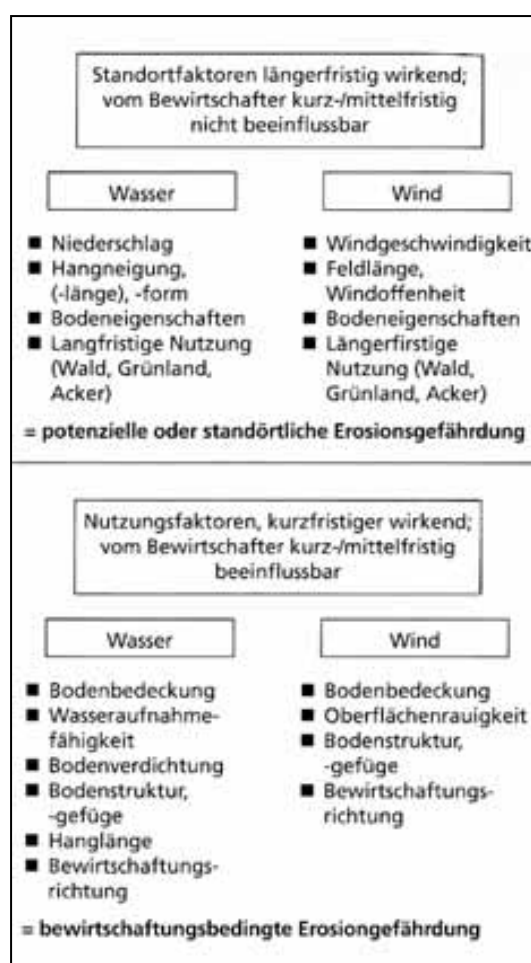 Standortfaktoren längerfristig wirkend;
vom Bewirtschafter kurz-/mittelfristig
nicht beeinflussbar
Wasser
■ Niederschlag
■ Hangneigung,
(-länge), -form
■ Bodeneigenschaften
■ Langfristige Nutzung
(Wald, Grünland,
Acker)
Wind
■ Windgeschwindigkeit
■ Feldlänge,
Windoffenheit
■ Bodeneigenschaften
■ Längerfirstige
Nutzung (Wald,
Grünland, Acker)
= potenzielle oder standörtliche Erosionsgefährdung
Nutzungsfaktoren, kurzfristiger wirkend;
vom Bewirtschafter kurz-/mittelfristig
beeinflussbar
Wasser
■ Bodenbedeckung
■ Wasseraufnahme-
fähigkeit
■ Bodenverdichtung
■ Bodenstruktur,
-gefüge
■ Hanglänge
■ Bewirtschaftungs-
richtung
Wind
■ Bodenbedeckung
■ Oberflächenrauigkeit
■ Bodenstruktur,
-gefüge
■ Bewirtschaftungs-
richtung
= bewirtschaftungsbedingte Erosiongefährdung